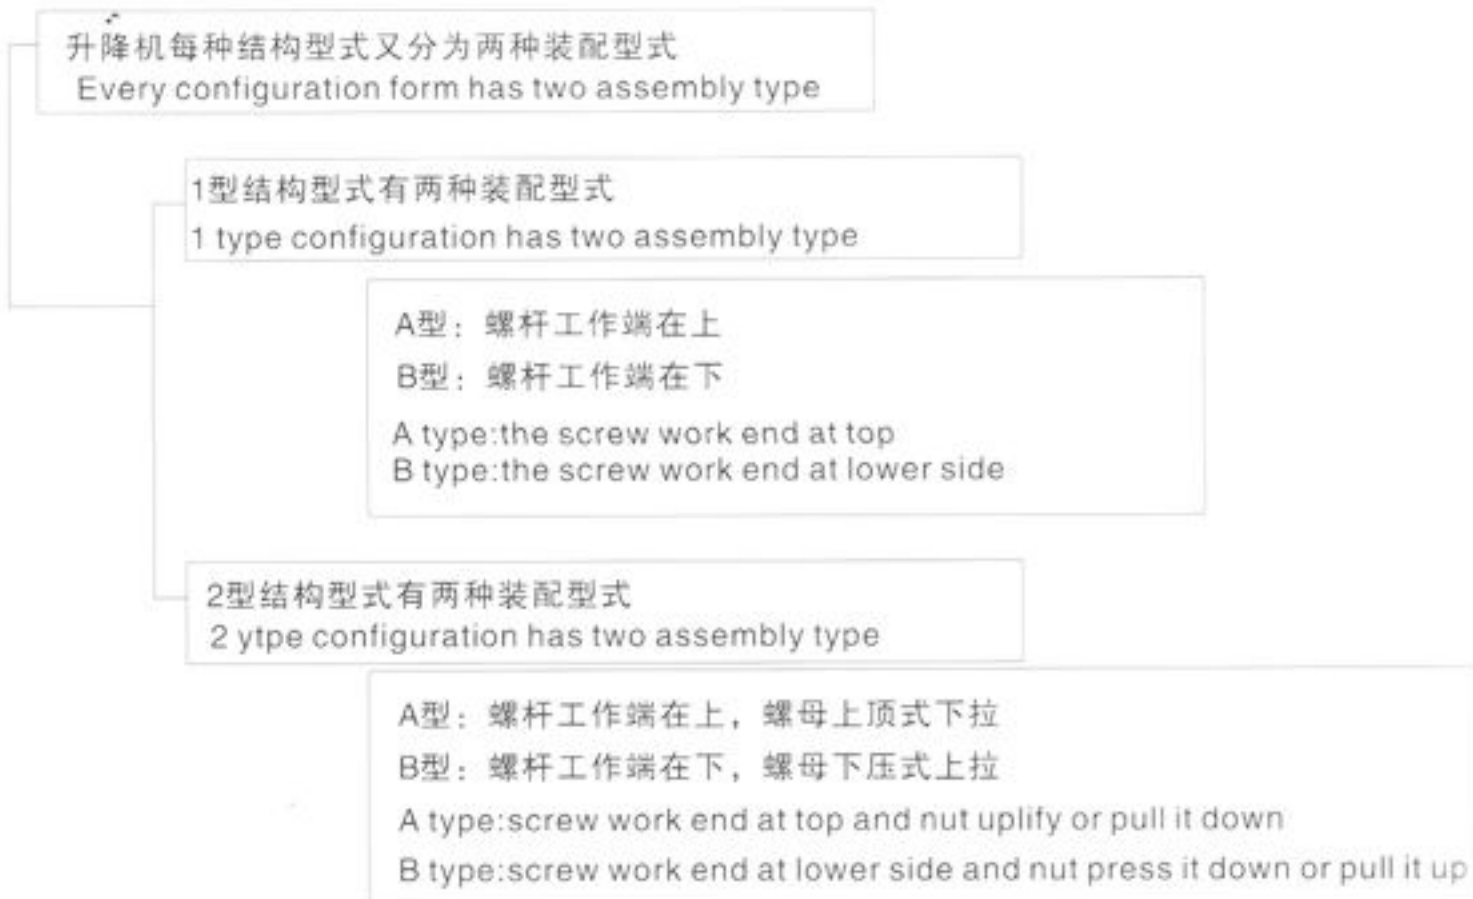 升降机每种结构型式又分为两种装配型式
Every configuration form has two assembly type
1型结构型式有两种装配型式
1 type configuration has two assembly type
A型：螺杆工作端在上
B型：螺杆工作端在下
A type:the screw work end at top
B type:the screw work end at lower side
2型结构型式有两种装配型式
2 ytpe configuration has two assembly type
A型：螺杆工作端在上，螺母上顶式下拉
B型：螺杆工作端在下，螺母下压式上拉
A type:screw work end at top and nut uplify or pull it down
B type:screw work end at lower side and nut press it down or pull it up